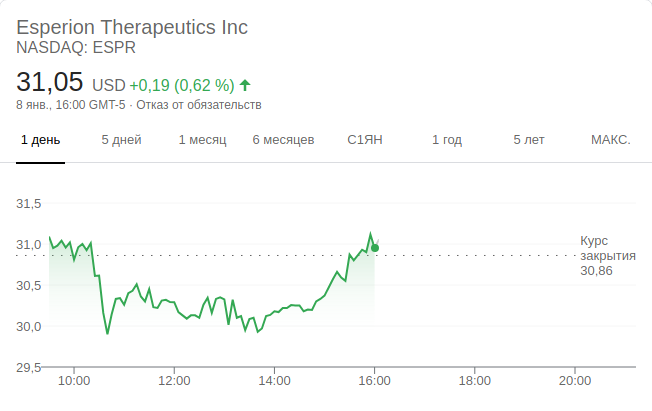 Esperion Therapeutics Inc
NASDAQ: ESPR
31,05 USD +0,19 (0,62 %)
8 янв., 16:00 GMT-5 · Отказ от обязательств
1 день 5 дней 1 месяц 6 месяцев С1ЯН 1 год 5 лет МАКС.
31,5
31,0
30,5
30,0
29,5
Курс
закрытия
30,86
10:00 12:00 14:00 16:00 18:00 20:00